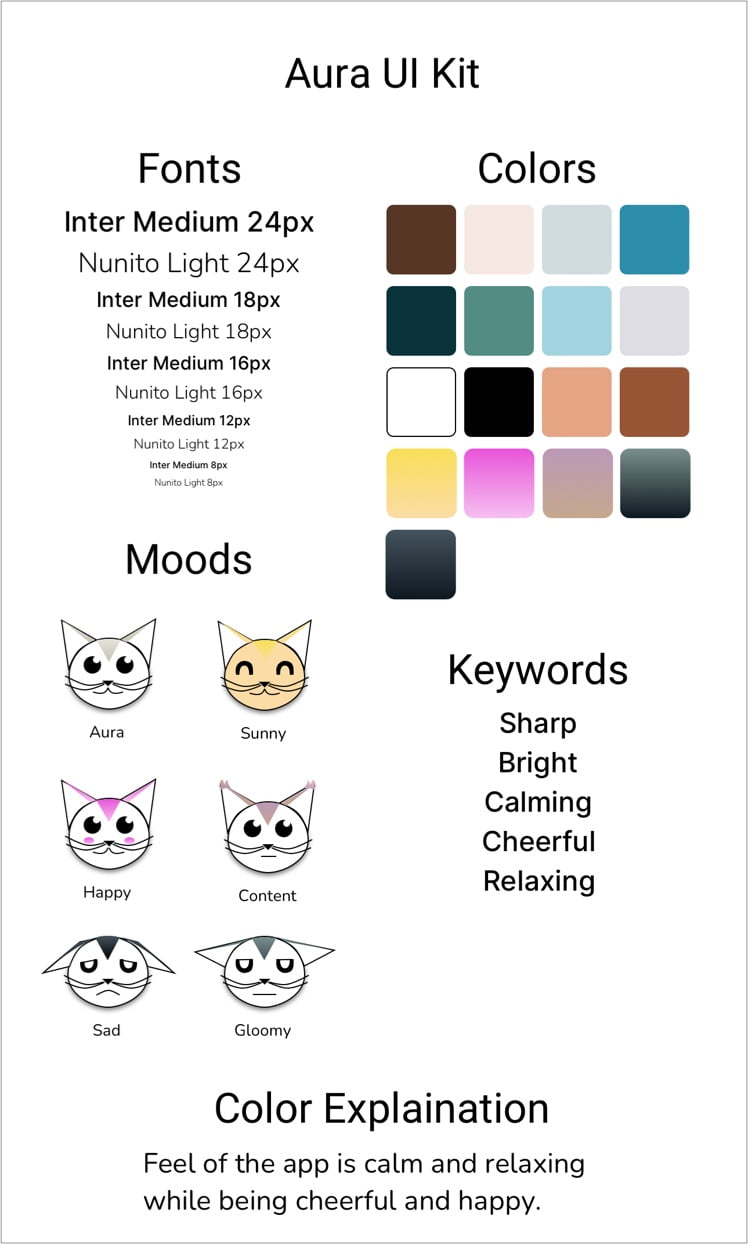 Aura UI Kit
Fonts
Inter Medium 24px
Nunito Light 24px
Inter Medium 18px
Nunito Light 18px
Inter Medium 16px
Nunito Light 16px
Inter Medium 12px
Nunito Light 12px
Inter Medium 8px
Nunito Light 8px
Colors
Moods
Aura
Sunny
Happy
Content
Sad
Gloomy
Keywords
Sharp
Bright
Calming
Cheerful
Relaxing
Color Explaination
Feel of the app is calm and relaxing
while being cheerful and happy.